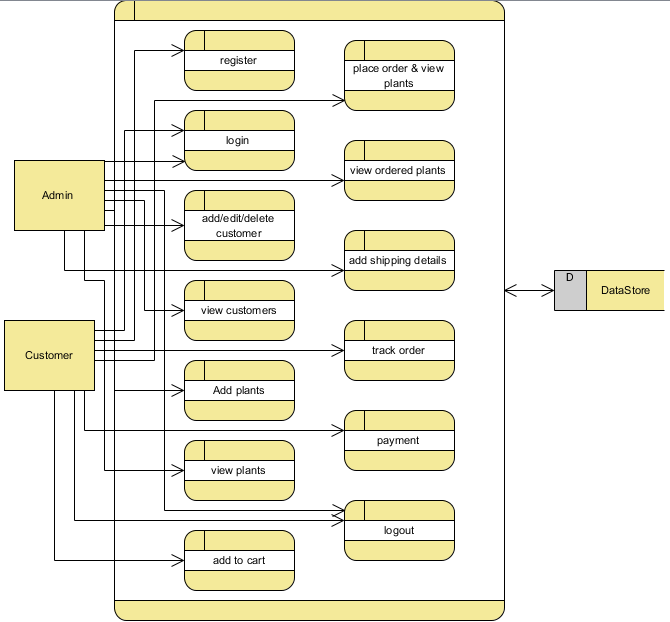 register
place order & view
plants
login
view ordered plants
Admin
add/edit/delete
customer
add shipping details
D
DataStore
view customers
Customer
track order
Add plants
payment
view plants
logout
add to cart